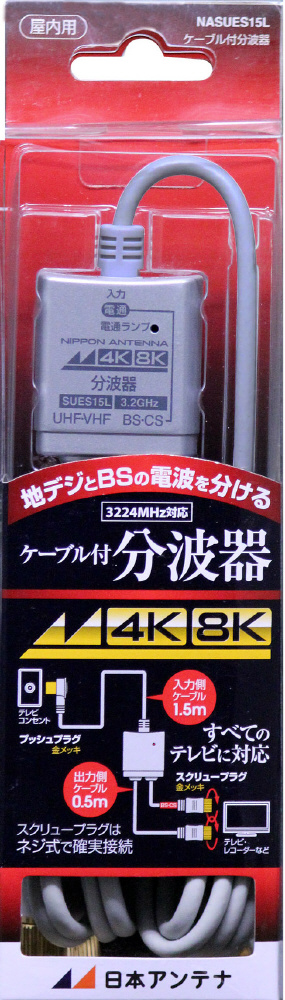 屋内用
NASUES15L
ケーブル付分波器
入力
電通
電通ランプ
NIPPON ANTENNA
4K 8K
分波器
SUES15L 3.2GHz
UHF・VHF BS・CS
地デジとBSの電波を分ける
3224MHz対応
ケーブル付 分波器
4K 8K
テレビ
コンセント
プッシュプラグ
金メッキ
入力側
ケーブル
1.5m
すべての
テレビに対応
出力側
ケーブル
0.5m
スクリュープラグ
金メッキ
BS・CS
スクリュープラグは
ネジ式で確実接続
テレビ・
レコーダーなど
日本アンテナ